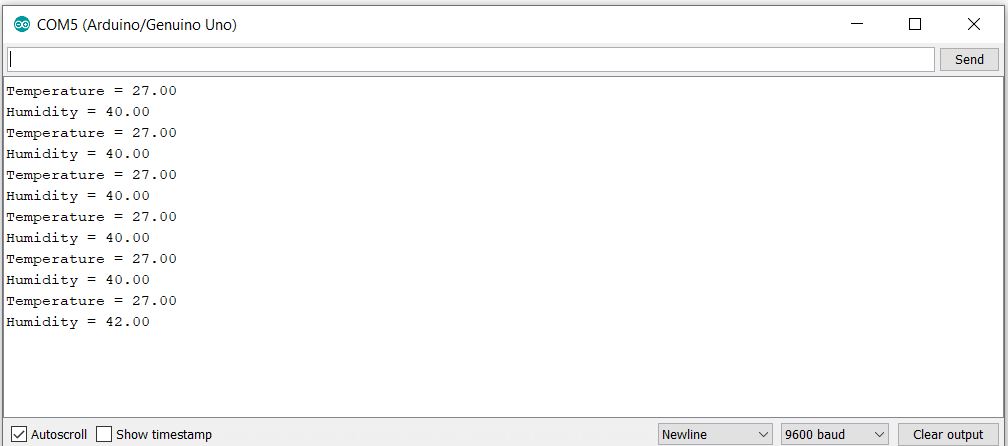 COM5 (Arduino/Genuino Uno)
Send
Temperature = 27.00
Humidity = 40.00
Temperature = 27.00
Humidity = 40.00
Temperature = 27.00
Humidity = 40.00
Temperature = 27.00
Humidity = 40.00
Temperature = 27.00
Humidity = 40.00
Temperature = 27.00
Humidity = 42.00
Autoscroll Show timestamp Newline 9600 baud Clear output